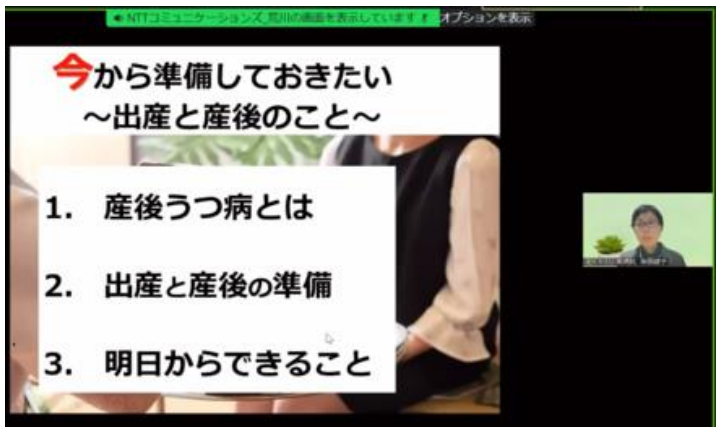 NTTコミュニケーションズ_荒川の画面を表示しています
オプションを表示
今から準備しておきたい
～出産と産後のこと～
1. 産後うつ病とは
2. 出産と産後の準備
3. 明日からできること